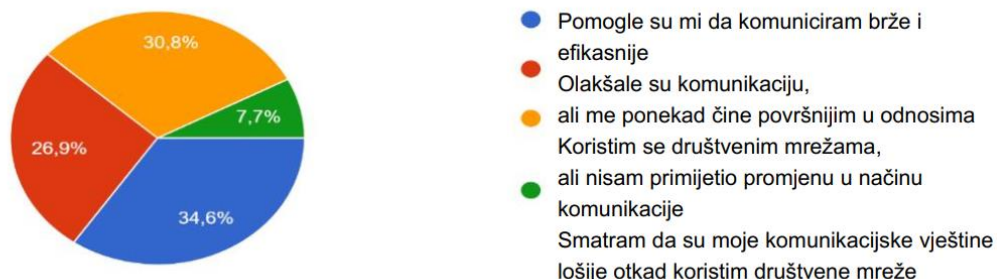 30,8%
7,7%
26,9%
34,6%
Pomogle su mi da komuniciram brže i
efikasnije
Olakšale su komunikaciju,
ali me ponekad čine površnijim u odnosima
Koristim se društvenim mrežama,
ali nisam primijetio promjenu u načinu
komunikacije
Smatram da su moje komunikacijske vještine
lošije otkad koristim društvene mreže